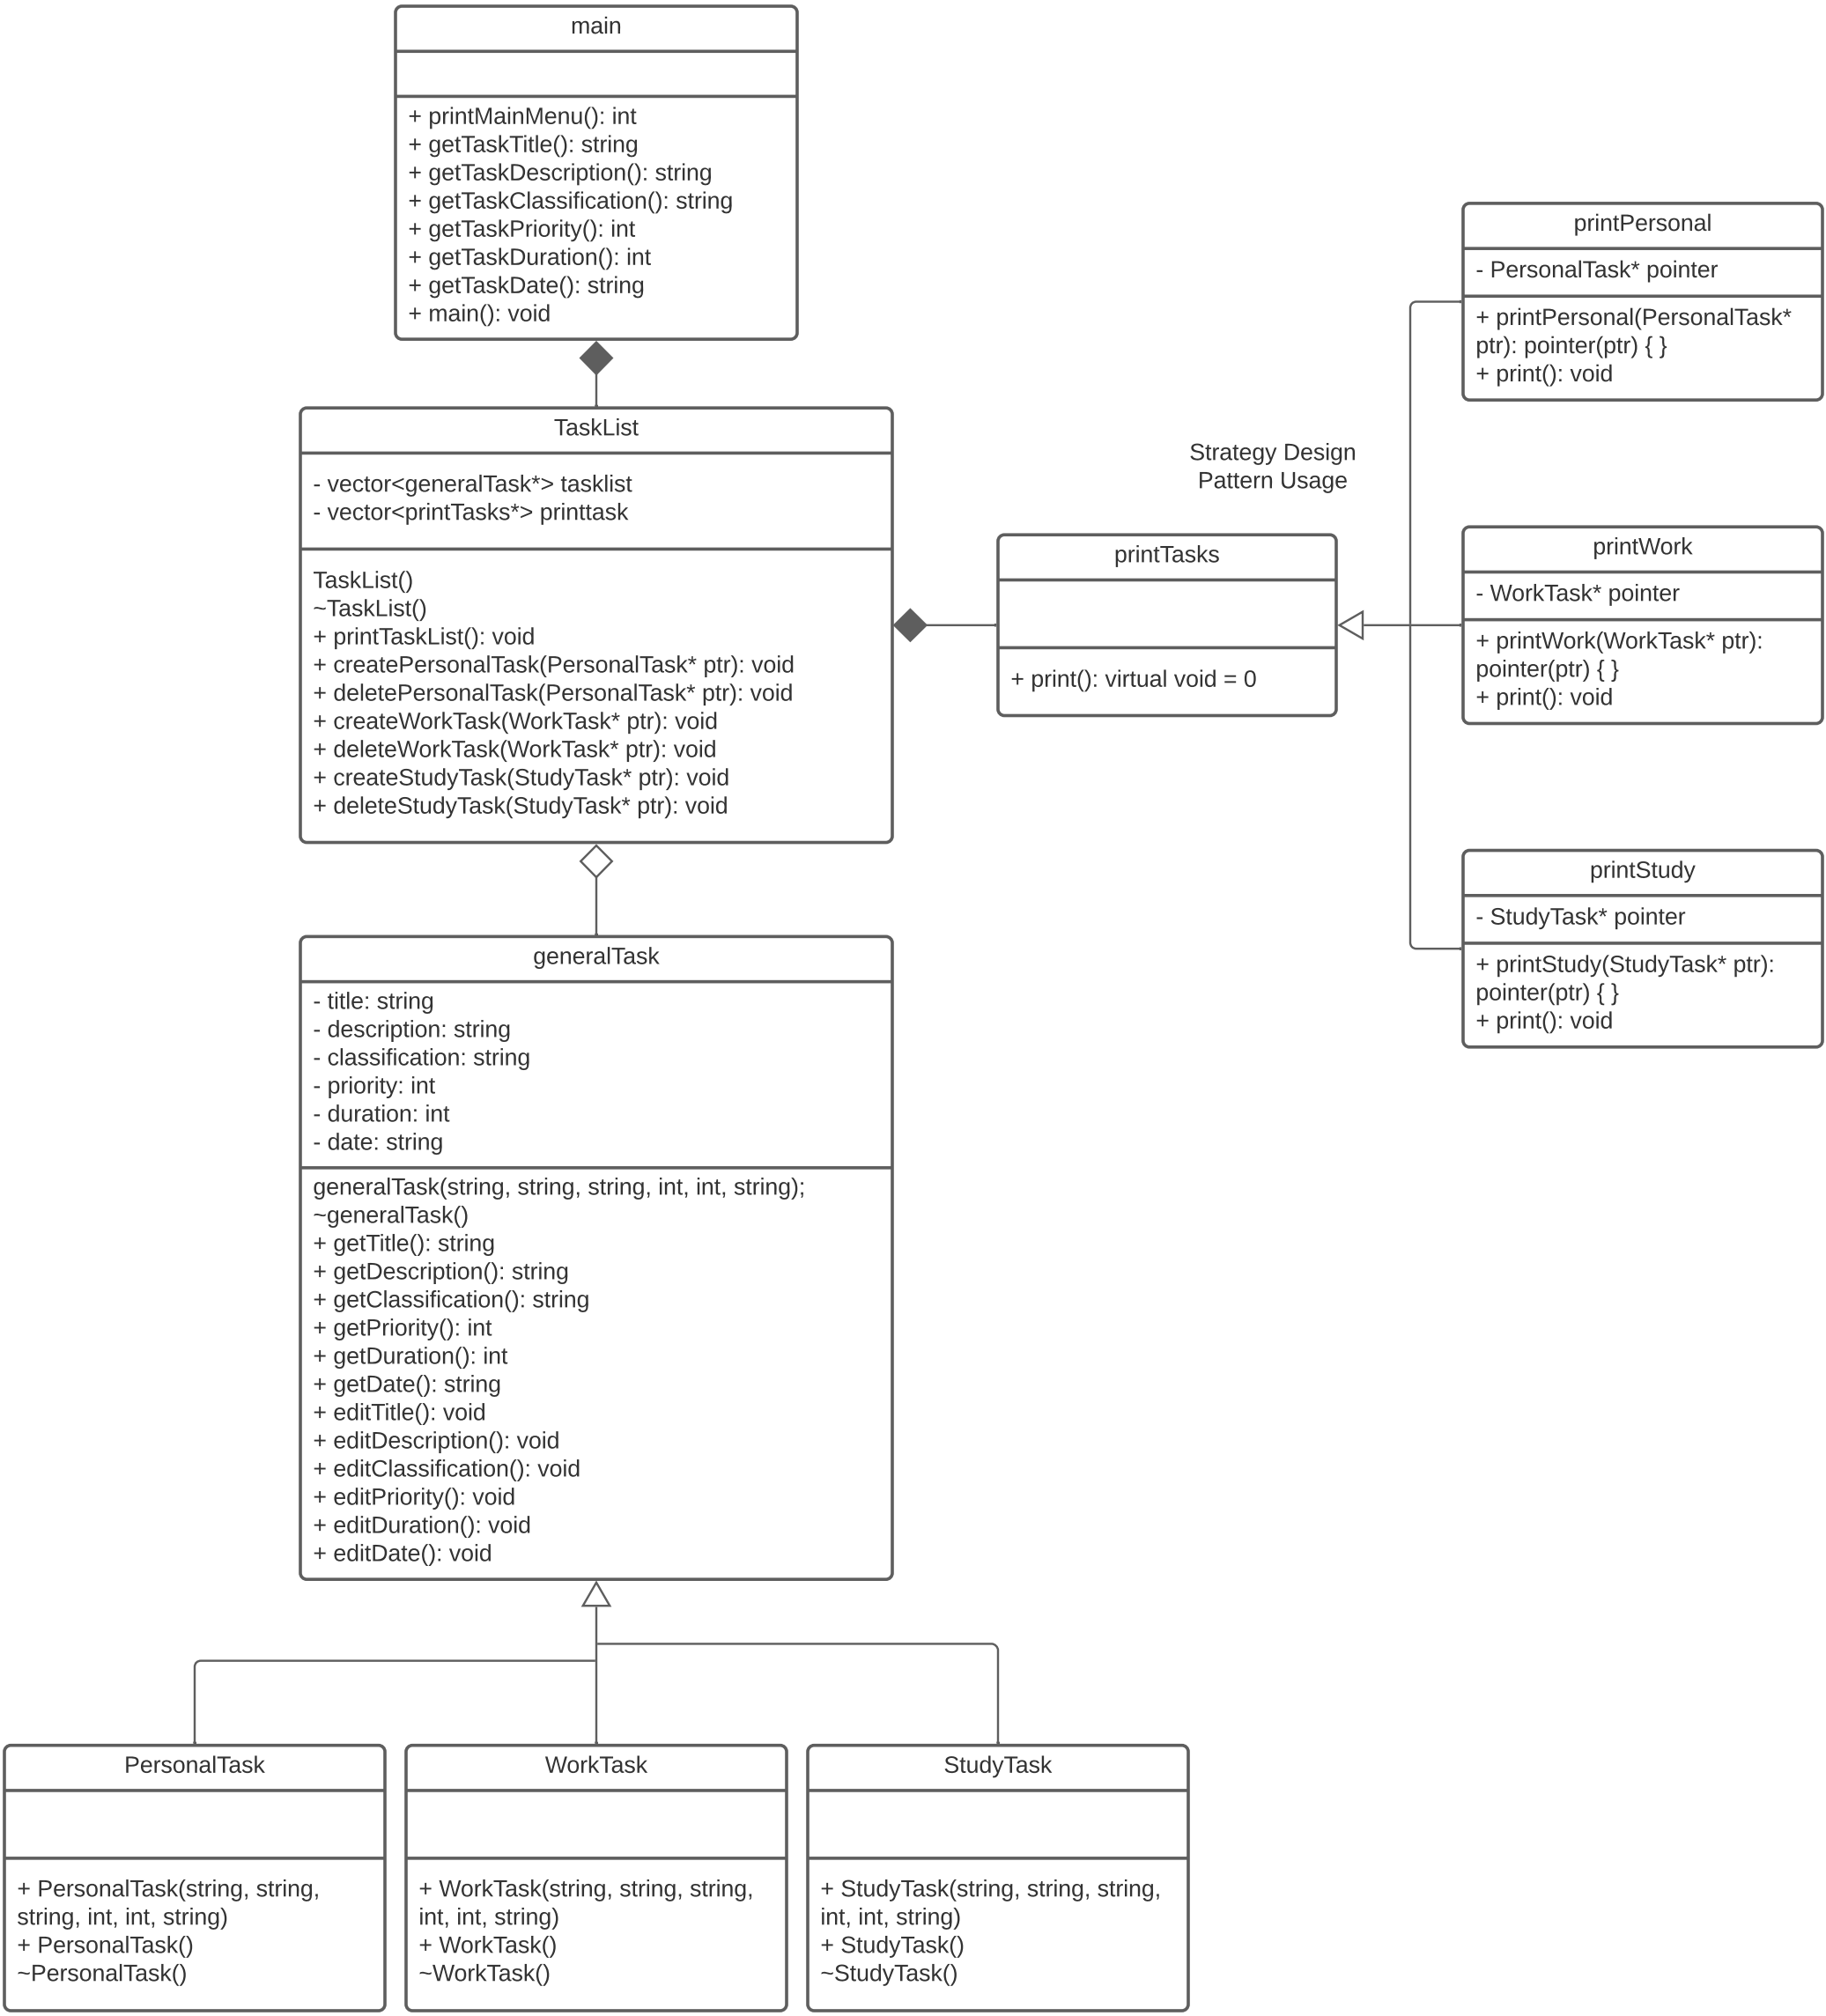 main
+ printMainMenu(): int
+ getTaskTitle(): string
+ getTaskDescription(): string
+ getTaskClassification(): string
+ getTaskPriority(): int
+ getTaskDuration(): int
+ getTaskDate(): string
+ main(): void
TaskList
- vector<generalTask*> tasklist
- vector<printTasks*> printtask
TaskList()
~TaskList()
+ printTaskList(): void
+ createPersonalTask(PersonalTask* ptr): void
+ deletePersonalTask(PersonalTask* ptr): void
+ createWorkTask(WorkTask* ptr): void
+ deleteWorkTask(WorkTask* ptr): void
+ createStudyTask(StudyTask* ptr): void
+ deleteStudyTask(StudyTask* ptr): void
Strategy Design
Pattern Usage
printTasks
+ print(): virtual void = 0
printPersonal
- PersonalTask* pointer
+ printPersonal(PersonalTask*
ptr): pointer(ptr) { }
+ print(): void
printWork
- WorkTask* pointer
+ printWork(WorkTask* ptr):
pointer(ptr) { }
+ print(): void
printStudy
- StudyTask* pointer
+ printStudy(StudyTask* ptr):
pointer(ptr) { }
+ print(): void
generalTask
- title: string
- description: string
- classification: string
- priority: int
- duration: int
- date: string
generalTask(string, string, string, int, int, string);
~generalTask()
+ getTitle(): string
+ getDescription(): string
+ getClassification(): string
+ getPriority(): int
+ getDuration(): int
+ getDate(): string
+ editTitle(): void
+ editDescription(): void
+ editClassification(): void
+ editPriority(): void
+ editDuration(): void
+ editDate(): void
PersonalTask
+ PersonalTask(string, string,
string, int, int, string)
+ PersonalTask()
~PersonalTask()
WorkTask
+ WorkTask(string, string, string,
int, int, string)
+ WorkTask()
~WorkTask()
StudyTask
+ StudyTask(string, string, string,
int, int, string)
+ StudyTask()
~StudyTask()